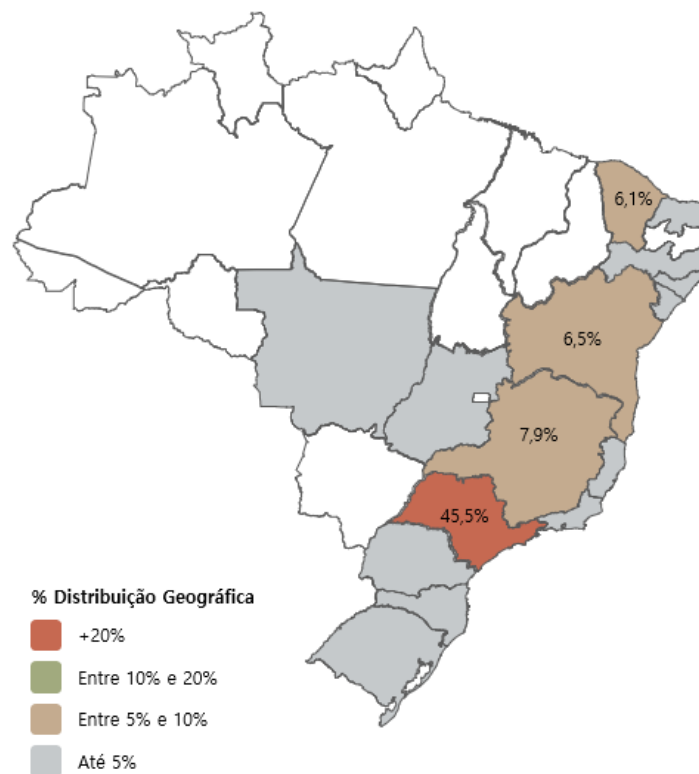 6,1%
6,5%
7,9%
45,5%
% Distribuição Geográfica
+20%
Entre 10% e 20%
Entre 5% e 10%
Até 5%